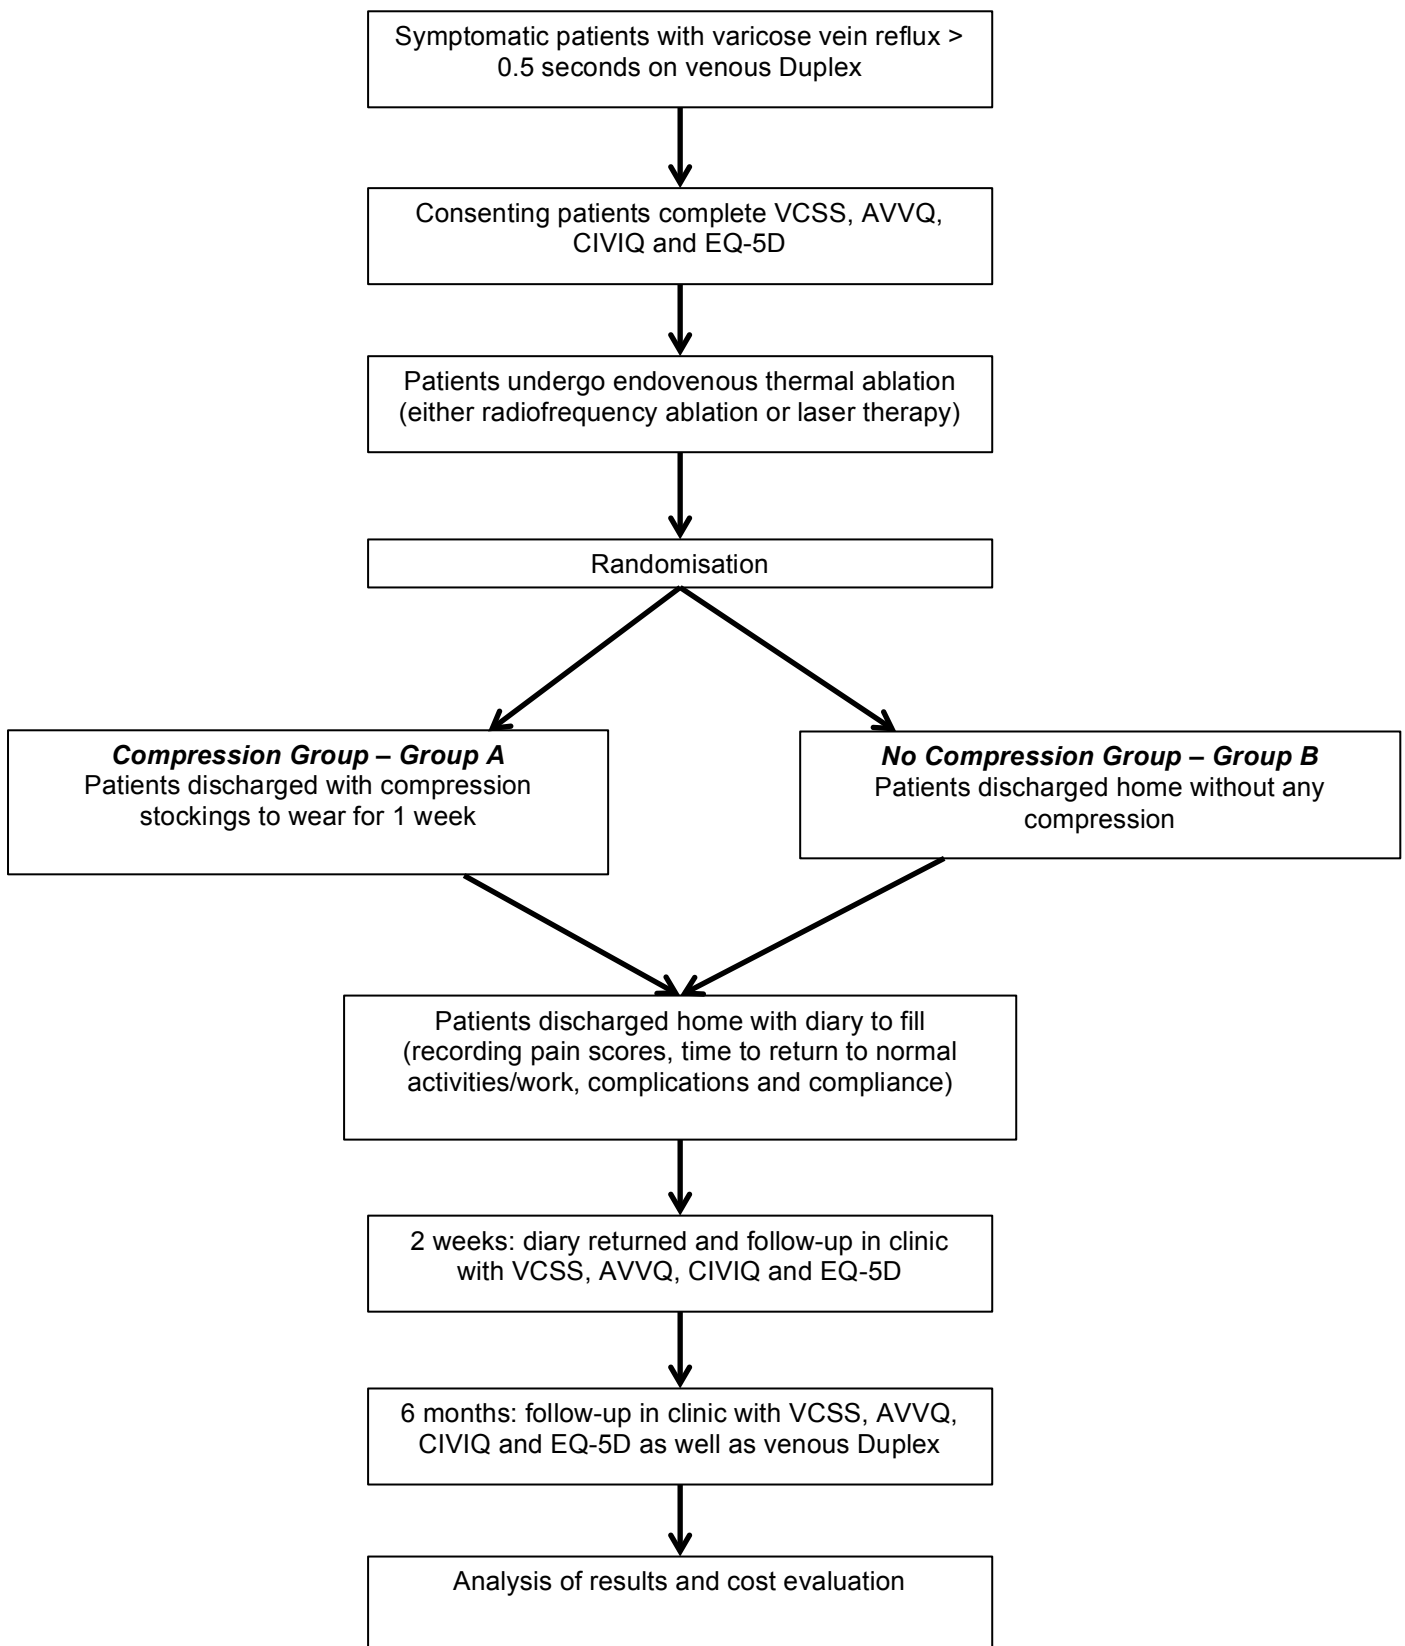 Symptomatic patients with varicose vein reflux >
0.5 seconds on venous Duplex
Consenting patients complete VCSS, AVVQ,
CIVIQ and EQ-5D
Patients undergo endovenous thermal ablation
(either radiofrequency ablation or laser therapy)
Randomisation
Compression Group – Group A
Patients discharged with compression
stockings to wear for 1 week
No Compression Group – Group B
Patients discharged home without any
compression
Patients discharged home with diary to fill
(recording pain scores, time to return to normal
activities/work, complications and compliance)
2 weeks: diary returned and follow-up in clinic
with VCSS, AVVQ, CIVIQ and EQ-5D
6 months: follow-up in clinic with VCSS, AVVQ,
CIVIQ and EQ-5D as well as venous Duplex
Analysis of results and cost evaluation